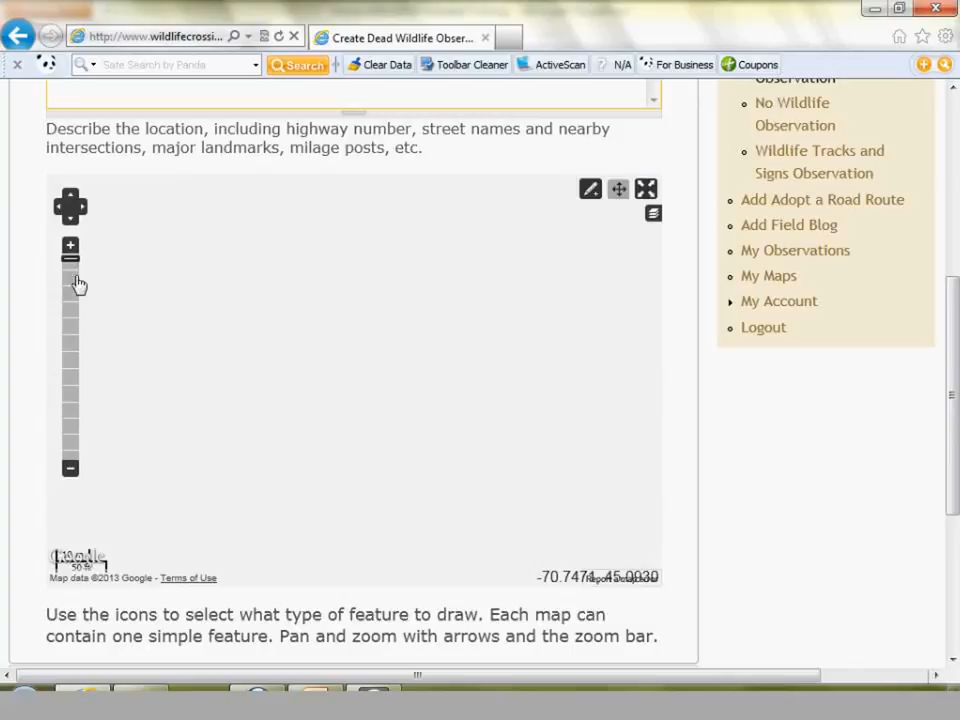 http://www.wildlifecrossi...
Create Dead Wildlife Obser...
Safe Search by Panda
Search
Clear Data
Toolbar Cleaner
ActiveScan
N/A
For Business
Coupons
Observation
No Wildlife
Observation
Wildlife Tracks and
Signs Observation
Add Adopt a Road Route
Add Field Blog
My Observations
My Maps
My Account
Logout
Describe the location, including highway number, street names and nearby
intersections, major landmarks, milage posts, etc.
50 ft
Map data ©2013 Google - Terms of Use
-70.7471, 45.0930
Use the icons to select what type of feature to draw. Each map can
contain one simple feature. Pan and zoom with arrows and the zoom bar.